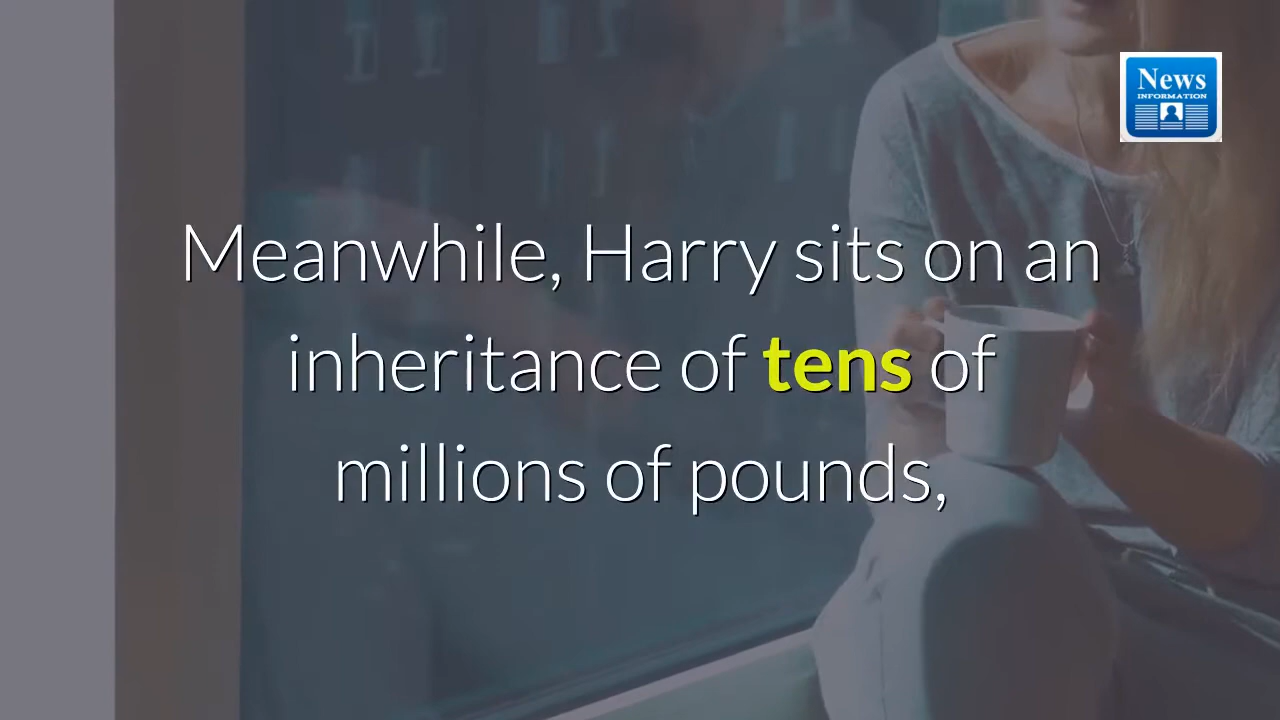 News
INFORMATION
Meanwhile, Harry sits on an
inheritance of tens of
millions of pounds,